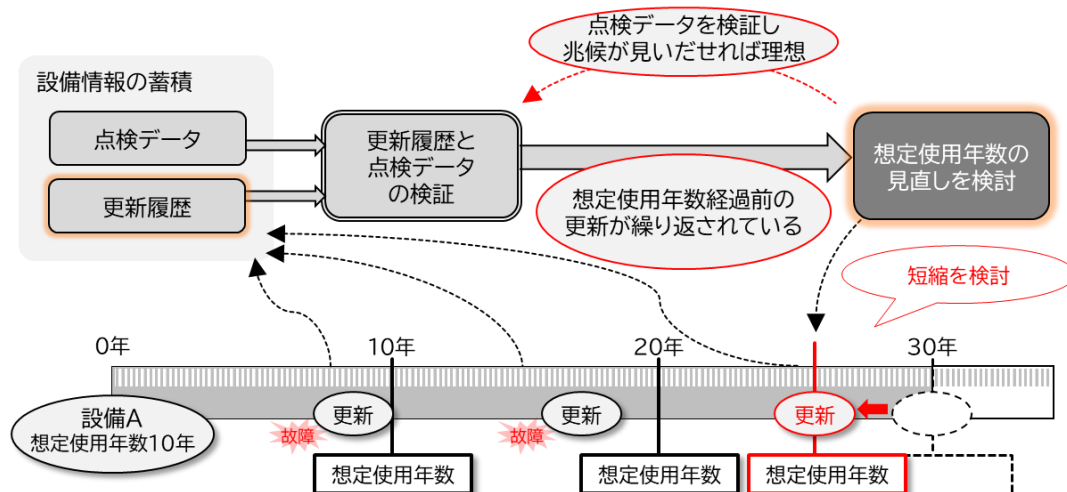 点検データを検証し
兆候が見いだせれば理想
設備情報の蓄積
点検データ
更新履歴
更新履歴と
点検データ
の検証
想定使用年数経過前の
更新が繰り返されている
想定使用年数の
見直しを検討
短縮を検討
0年
10年
20年
30年
設備A
想定使用年数10年
故障
更新
故障
更新
更新
想定使用年数
想定使用年数
想定使用年数